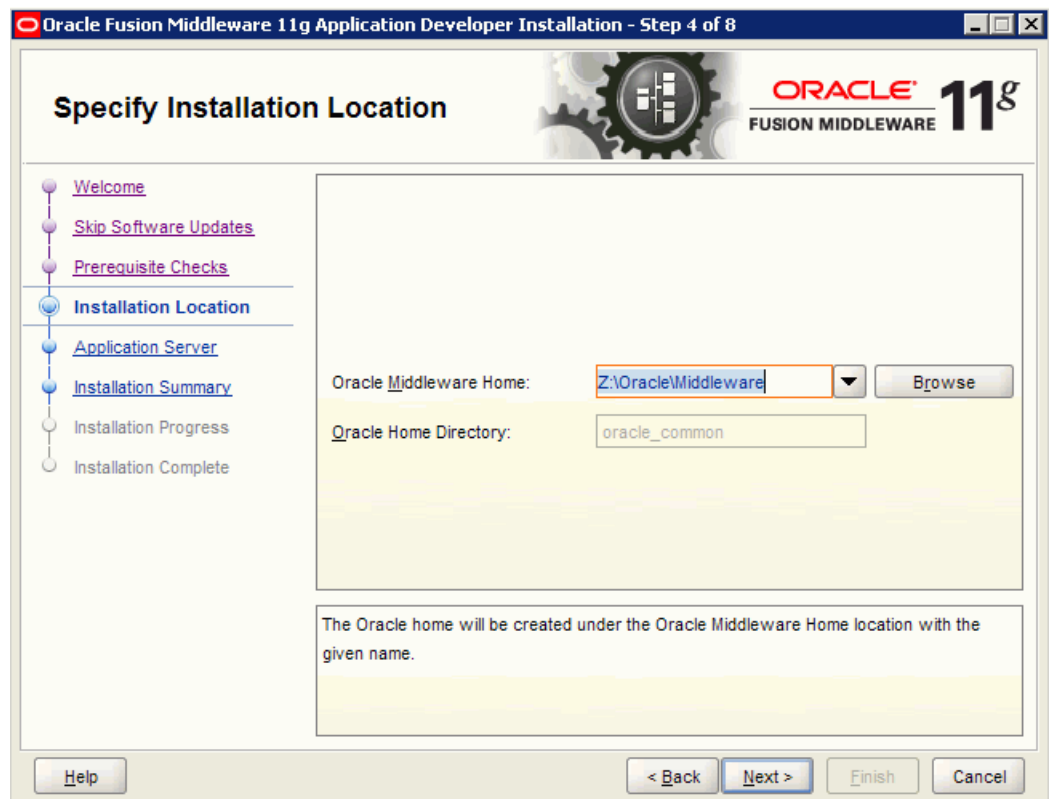 Oracle Fusion Middleware 11g Application Developer Installation - Step 4 of 8
Specify Installation Location
ORACLE
FUSION MIDDLEWARE
11g
Welcome
Skip Software Updates
Prerequisite Checks
Installation Location
Application Server
Installation Summary
Installation Progress
Installation Complete
Oracle Middleware Home:
Z:\Oracle\Middleware
Browse
Oracle Home Directory:
oracle_common
The Oracle home will be created under the Oracle Middleware Home location with the
given name.
Help
< Back
Next >
Finish
Cancel